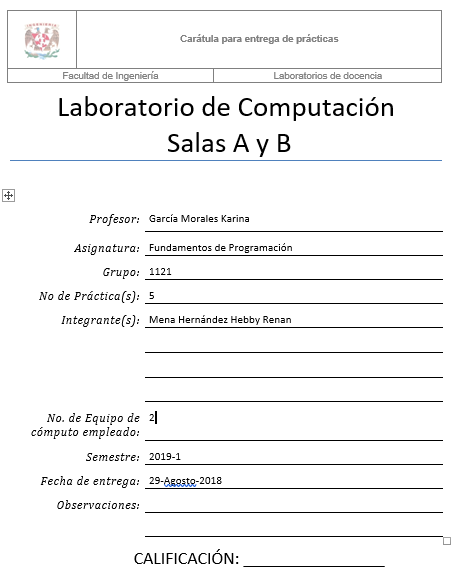 Carátula para entrega de prácticas
Facultad de Ingeniería
Laboratorios de docencia
Laboratorio de Computación
Salas A y B
Profesor: García Morales Karina
Asignatura: Fundamentos de Programación
Grupo: 1121
No de Práctica(s): 5
Integrante(s): Mena Hernández Hebby Renan
No. de Equipo de 2
cómputo empleado:
Semestre: 2019-1
Fecha de entrega: 29-Agosto-2018
Observaciones:
CALIFICACIÓN: __________________